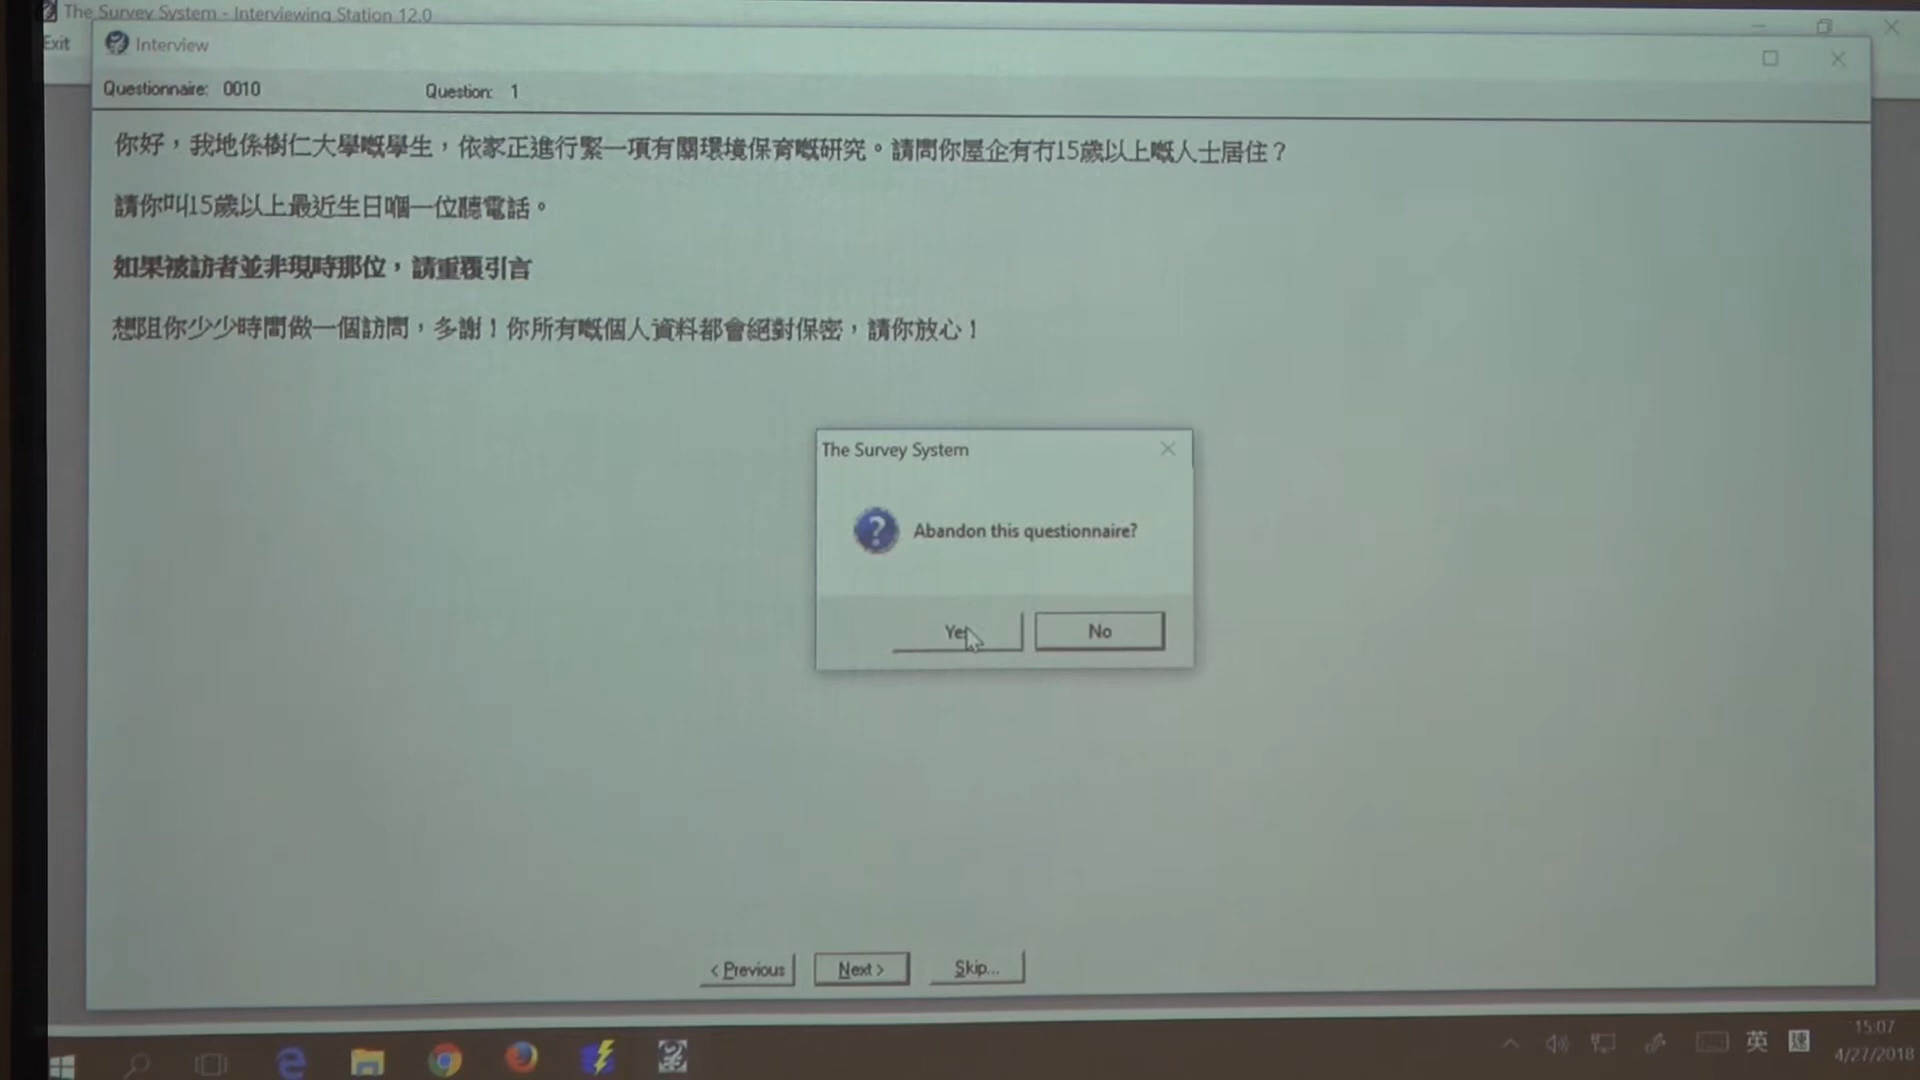 The Survey System - Interviewing Station 12.0
Exit
Interview
Questionnaire: 0010 Question: 1
你好，我地係樹仁大學嘅學生，依家正進行緊一項有關環境保育嘅研究。請問你屋企有冇15歲以上嘅人士居住？
請你叫15歲以上最近生日嗰一位聽電話。
如果被訪者並非現時那位，請重覆引言
想阻你少少時間做一個訪問，多謝！你所有嘅個人資料都會絕對保密，請你放心！
The Survey System
Abandon this questionnaire?
Yes No
< Previous Next > Skip...
英 速
15:07
4/27/2018